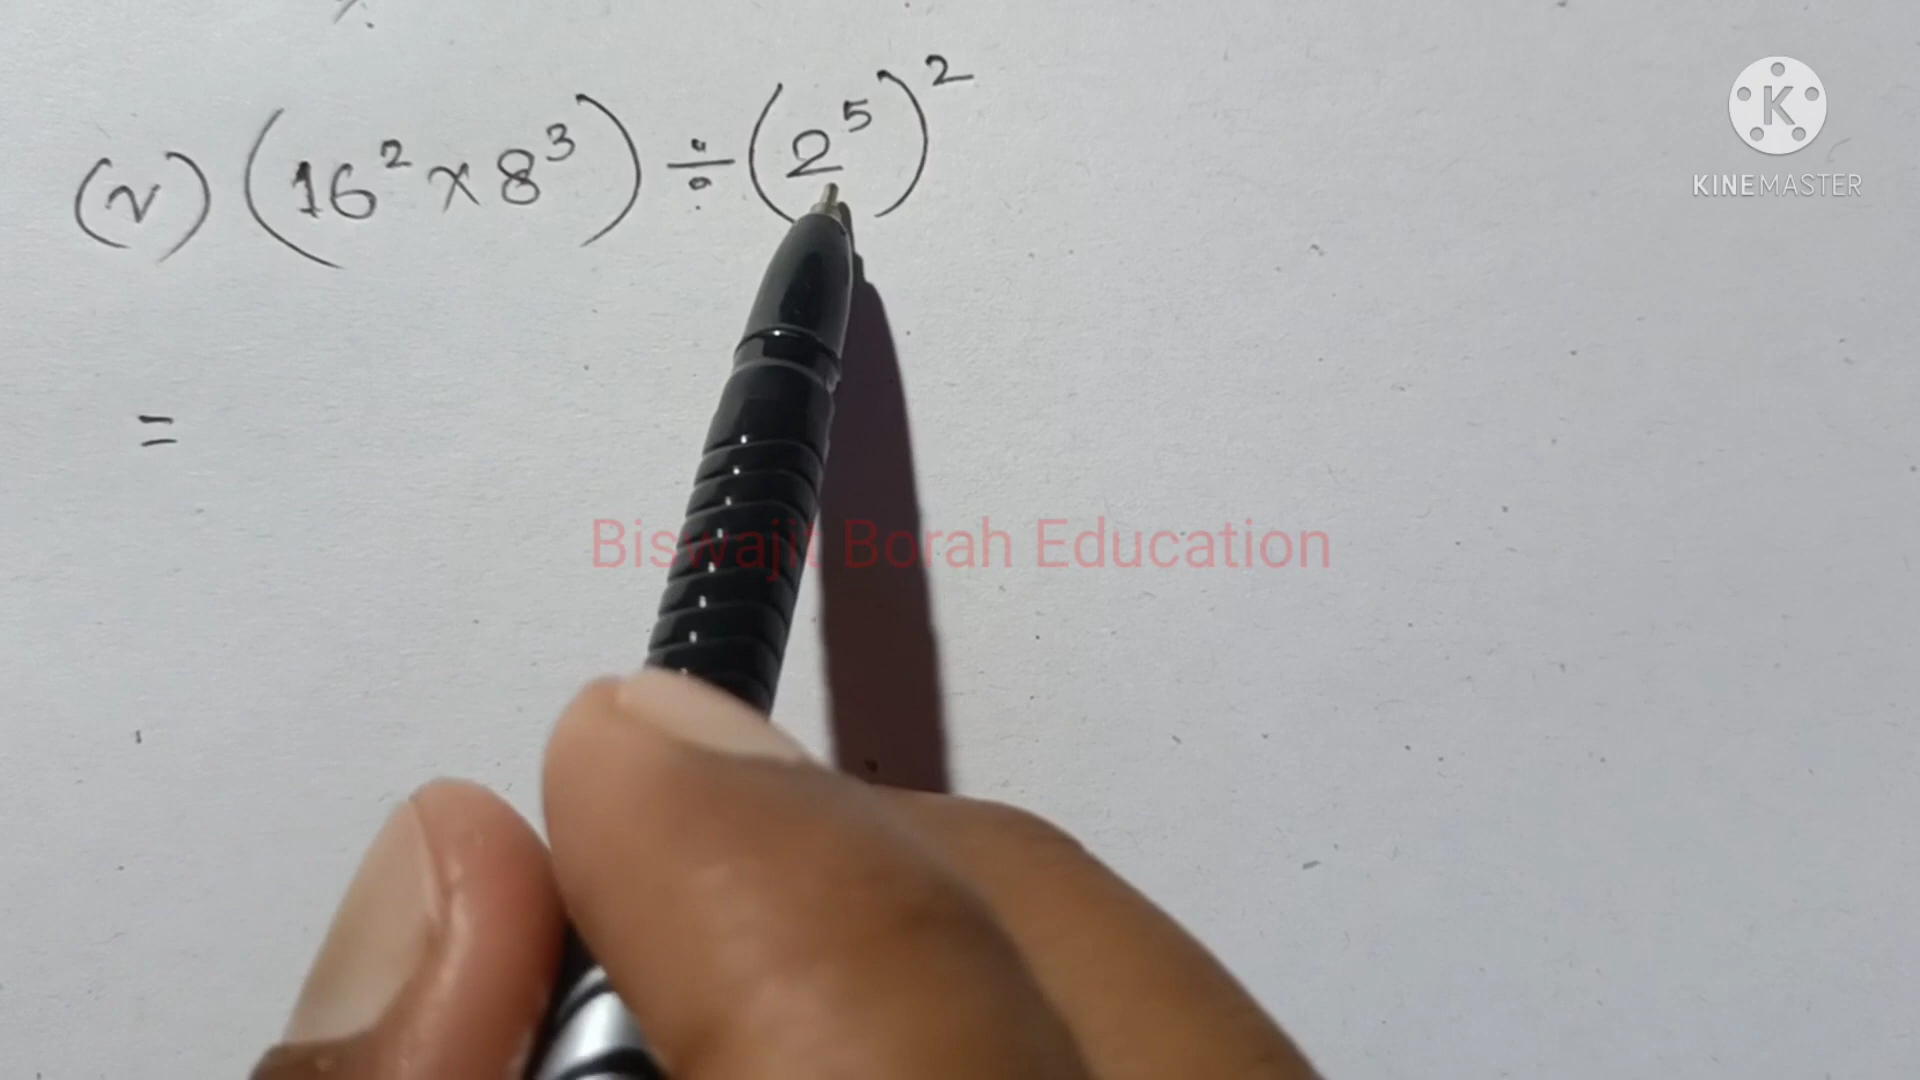 (v) (16² × 8³) ÷ (2⁵)²
=
KINEMASTER
Biswajit Borah Education